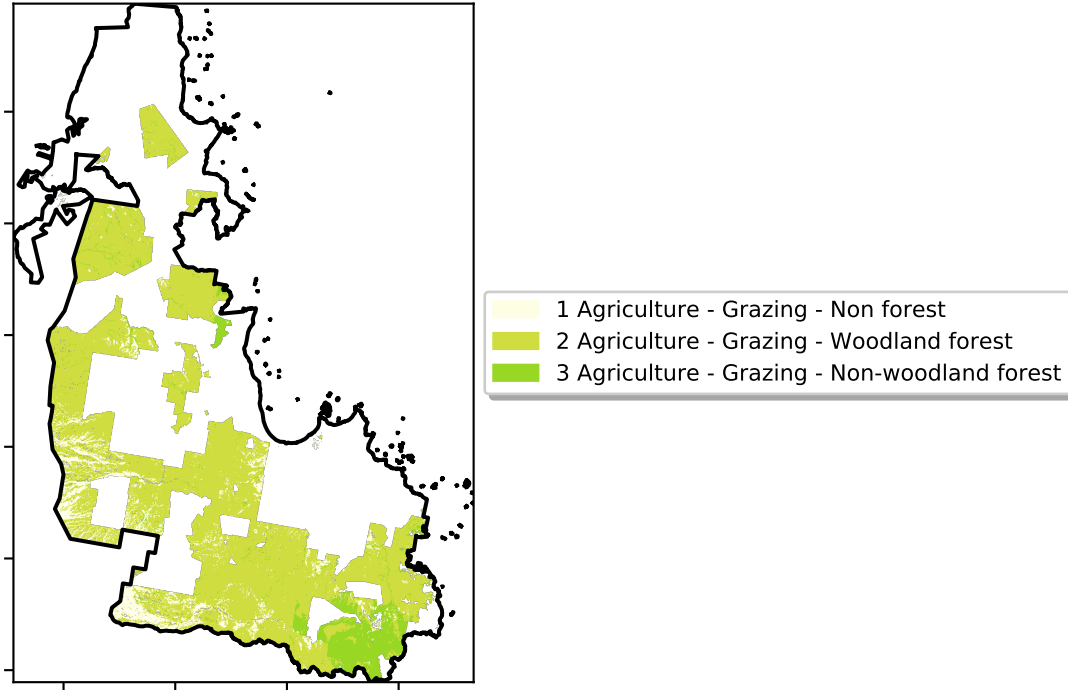 1 Agriculture - Grazing - Non forest
2 Agriculture - Grazing - Woodland forest
3 Agriculture - Grazing - Non-woodland forest